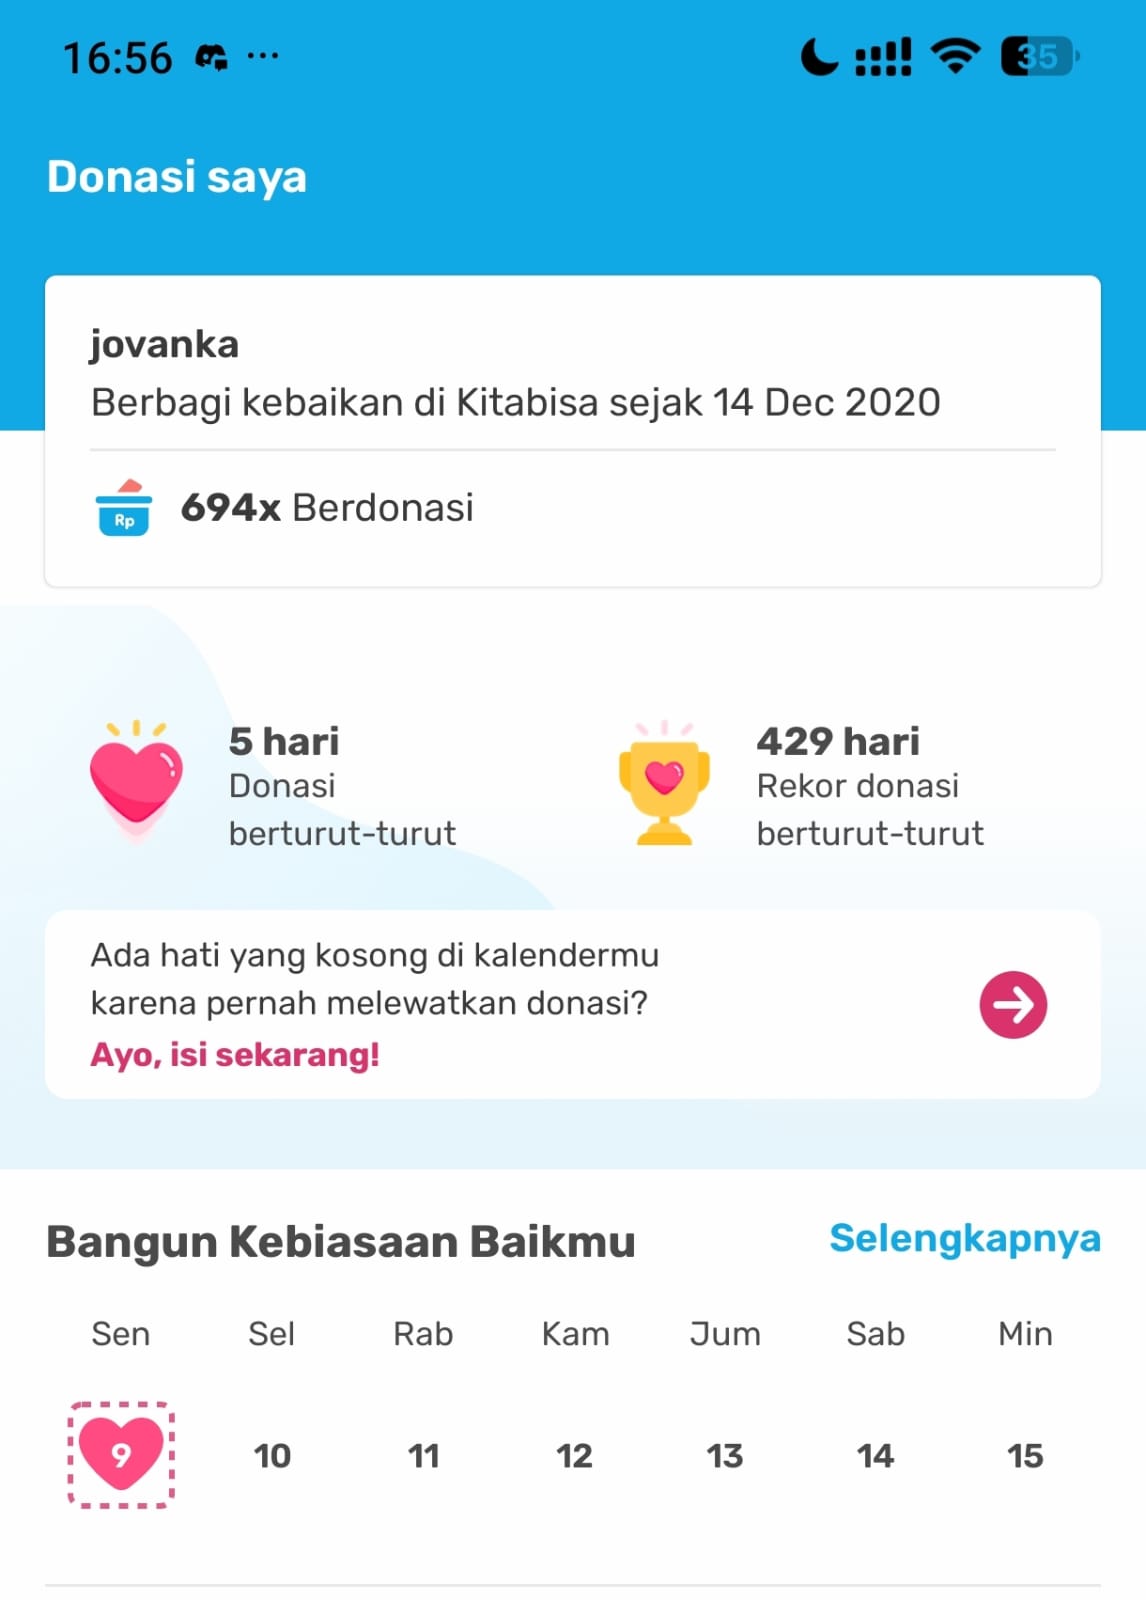 16:56 ...
35
Donasi saya
jovanka
Berbagi kebaikan di Kitabisa sejak 14 Dec 2020
Rp
694x Berdonasi
5 hari
Donasi
berturut-turut
429 hari
Rekor donasi
berturut-turut
Ada hati yang kosong di kalendermu
karena pernah melewatkan donasi?
Ayo, isi sekarang!
Bangun Kebiasaan Baikmu
Selengkapnya
Sen Sel Rab Kam Jum Sab Min
9 10 11 12 13 14 15